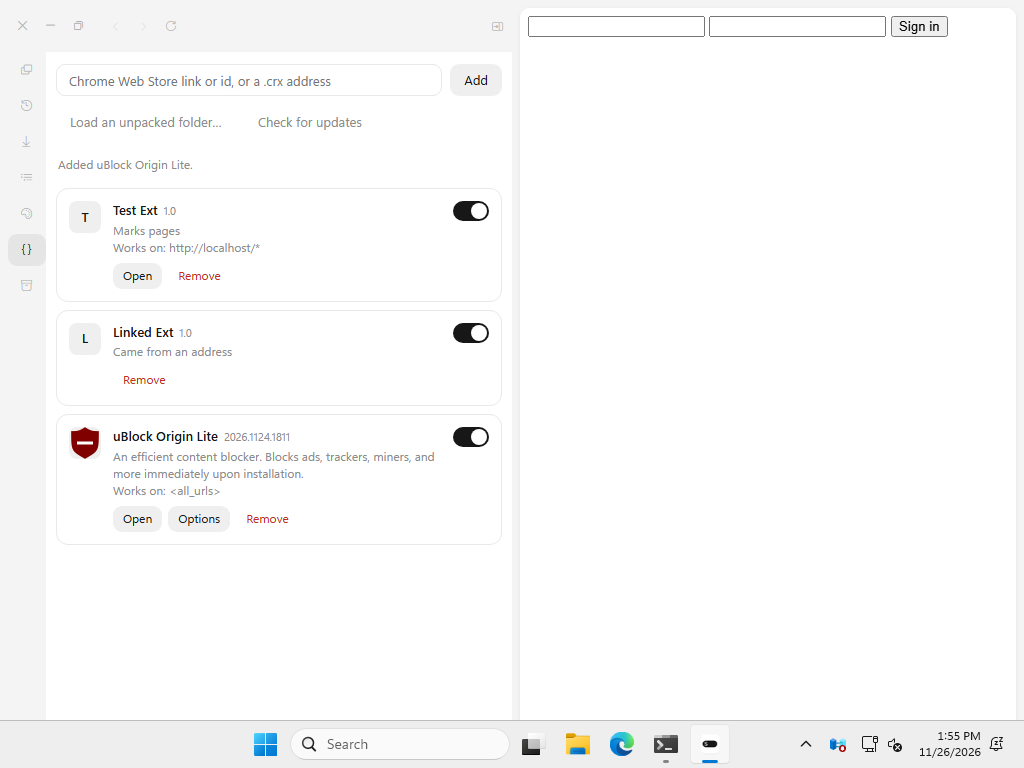 Sign in
Chrome Web Store link or id, or a .crx address
Add
Load an unpacked folder...
Check for updates
Added uBlock Origin Lite.
T
Test Ext 1.0
Marks pages
Works on: http://localhost/*
Open
Remove
L
Linked Ext 1.0
Came from an address
Remove
uBlock Origin Lite 2026.1124.1811
An efficient content blocker. Blocks ads, trackers, miners, and
more immediately upon installation.
Works on: <all_urls>
Open
Options
Remove
Search
1:55 PM
11/26/2026